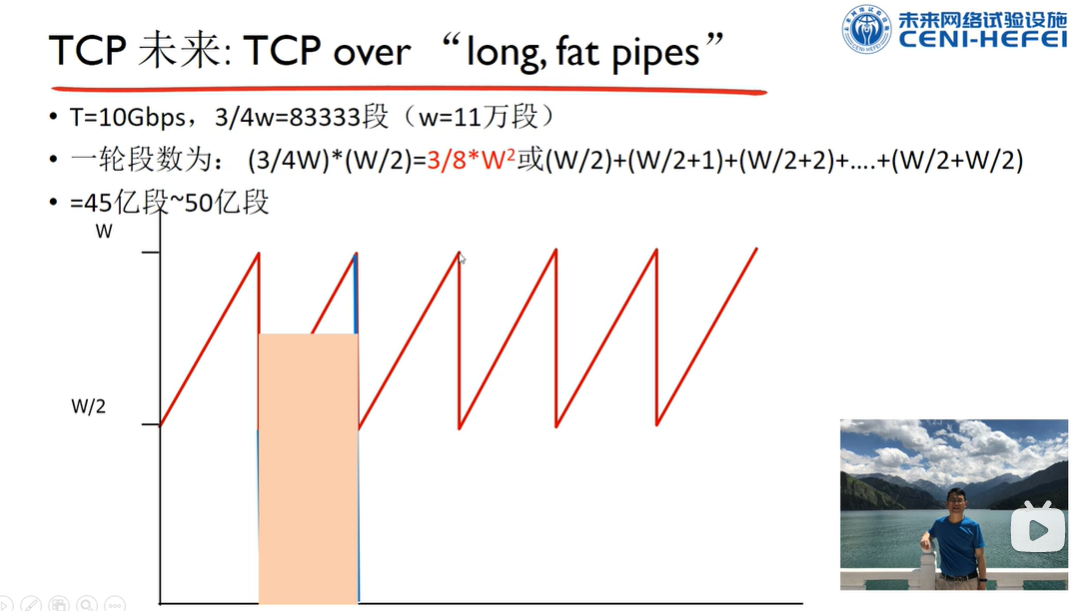 未来网络试验设施
CENI-HEFEI
TCP 未来: TCP over “long, fat pipes”
• T=10Gbps，3/4w=83333段（w=11万段）
• 一轮段数为： (3/4W)*(W/2)=3/8*W²或(W/2)+(W/2+1)+(W/2+2)+....+(W/2+W/2)
• =45亿段~50亿段
W
W/2